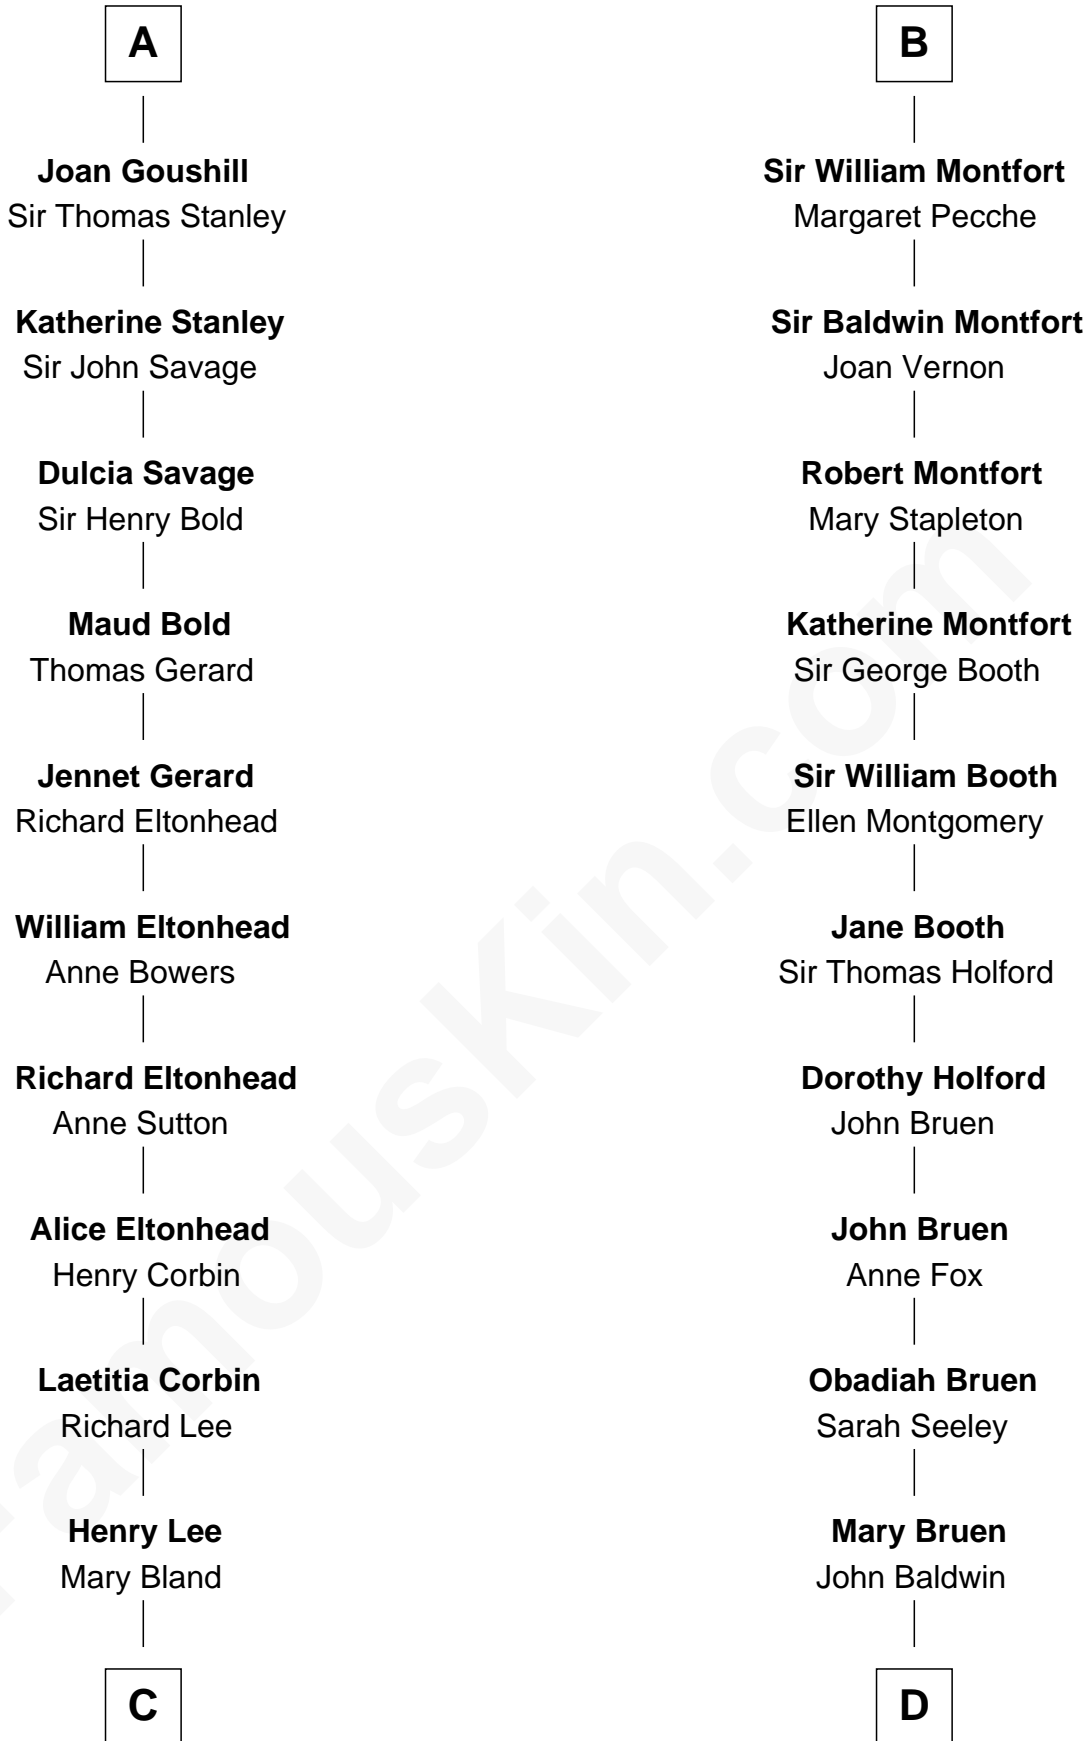 A
Joan Goushill
Sir Thomas Stanley
Katherine Stanley
Sir John Savage
Dulcia Savage
Sir Henry Bold
Maud Bold
Thomas Gerard
Jennet Gerard
Richard Eltonhead
William Eltonhead
Anne Bowers
Richard Eltonhead
Anne Sutton
Alice Eltonhead
Henry Corbin
Laetitia Corbin
Richard Lee
Henry Lee
Mary Bland
C
B
Sir William Montfort
Margaret Pecche
Sir Baldwin Montfort
Joan Vernon
Robert Montfort
Mary Stapleton
Katherine Montfort
Sir George Booth
Sir William Booth
Ellen Montgomery
Jane Booth
Sir Thomas Holford
Dorothy Holford
John Bruen
John Bruen
Anne Fox
Obadiah Bruen
Sarah Seeley
Mary Bruen
John Baldwin
D
FamousKin.com